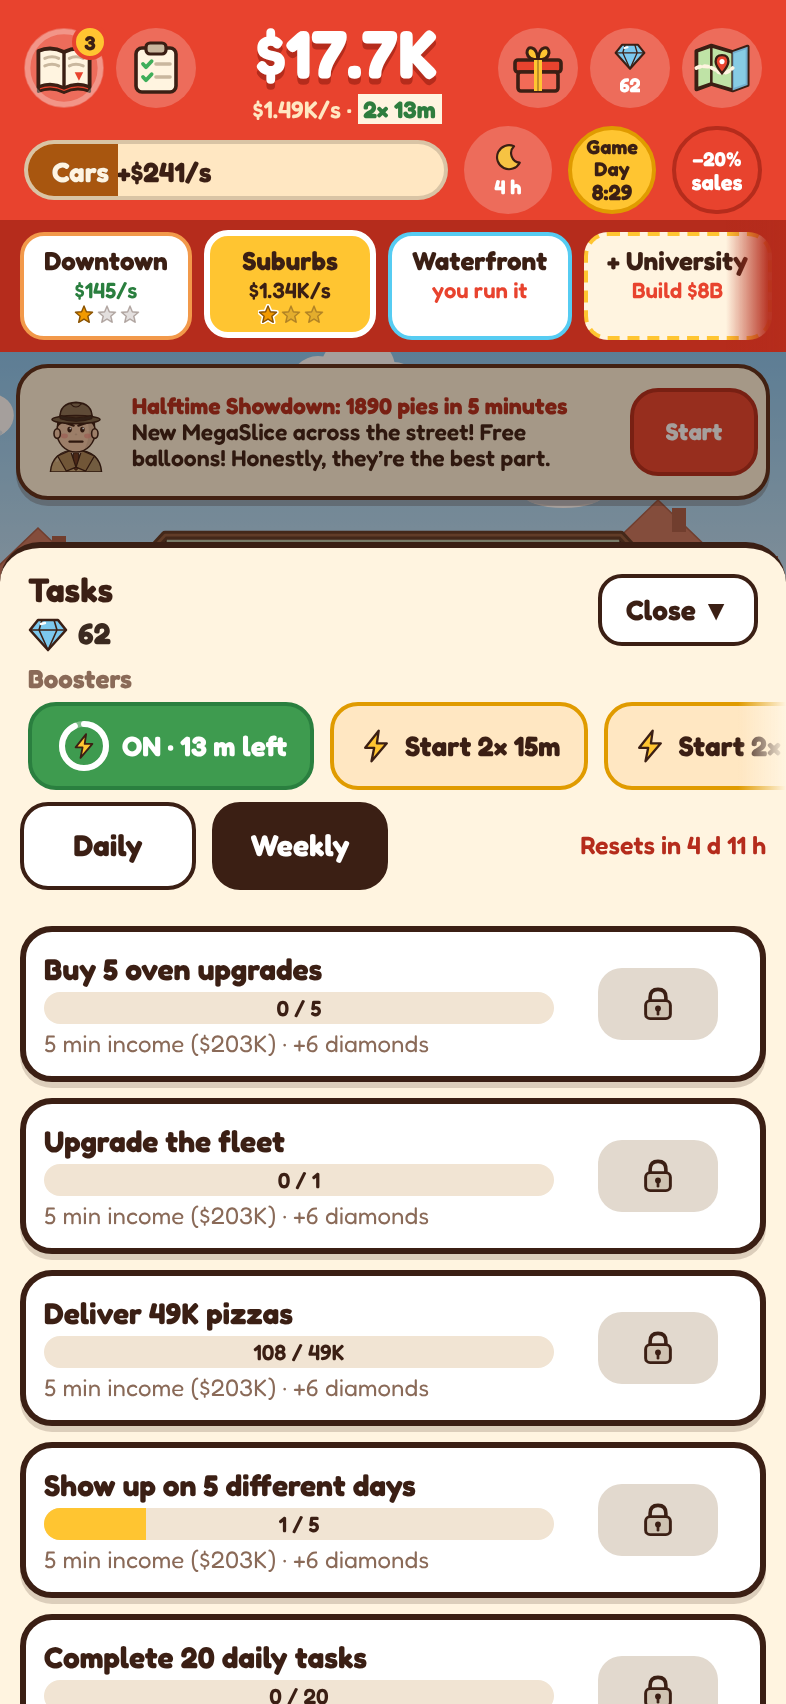 3
$17.7K
$1.49K/s · 2x 13m
62
Cars +$241/s
4 h
Game
Day
8:29
−20%
sales
Downtown
$145/s
Suburbs
$1.34K/s
Waterfront
you run it
+ University
Build $8B
Halftime Showdown: 1890 pies in 5 minutes
New MegaSlice across the street! Free
balloons! Honestly, they're the best part.
Start
Tasks
62
Close ▼
Boosters
ON · 13 m left
Start 2x 15m
Start 2x
Daily
Weekly
Resets in 4 d 11 h
Buy 5 oven upgrades
0 / 5
5 min income ($203K) · +6 diamonds
Upgrade the fleet
0 / 1
5 min income ($203K) · +6 diamonds
Deliver 49K pizzas
108 / 49K
5 min income ($203K) · +6 diamonds
Show up on 5 different days
1 / 5
5 min income ($203K) · +6 diamonds
Complete 20 daily tasks
0 / 20